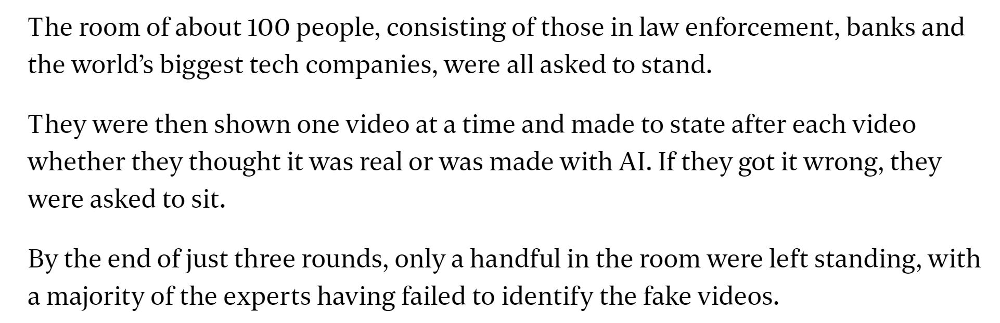 The room of about 100 people, consisting of those in law enforcement, banks and
the world’s biggest tech companies, were all asked to stand.
They were then shown one video at a time and made to state after each video
whether they thought it was real or was made with AI. If they got it wrong, they
were asked to sit.
By the end of just three rounds, only a handful in the room were left standing, with
a majority of the experts having failed to identify the fake videos.